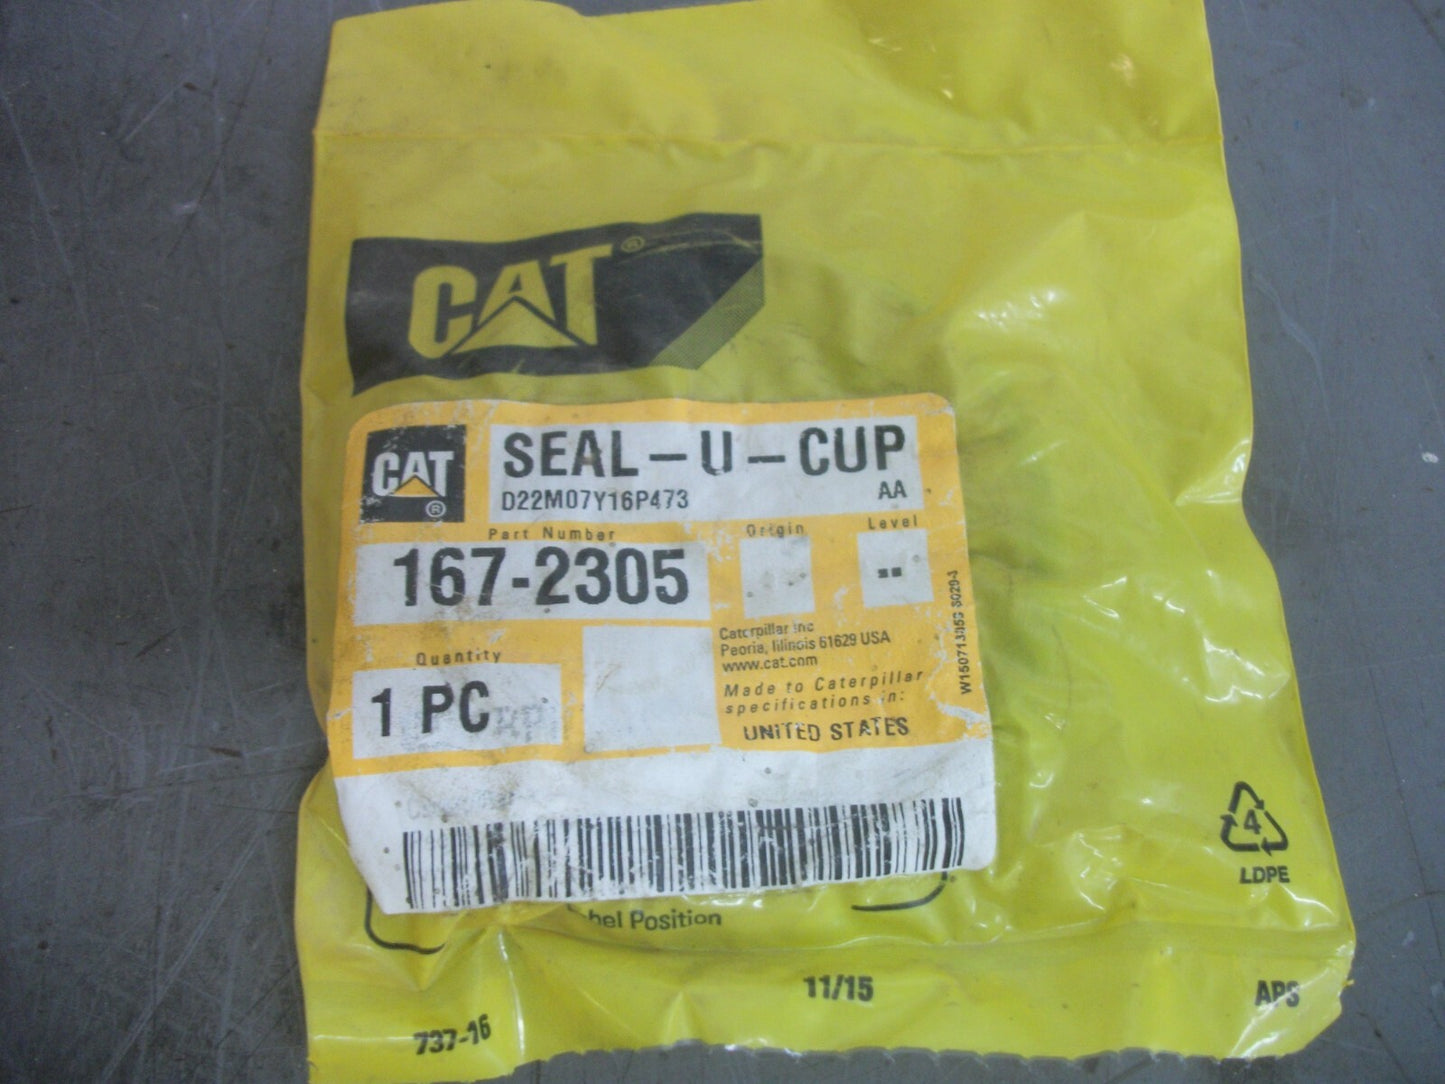 CAT®
CAT®
SEAL-U-CUP
D22M07Y16P473 AA
Part Number Origin Level
167-2305 - --
Caterpillar Inc
Peoria, Illinois 61629 USA
www.cat.com
Quantity
1 PC
Made to Caterpillar
specifications in:
UNITED STATES
bel Position
4
LDPE
11/15
APS
737-16